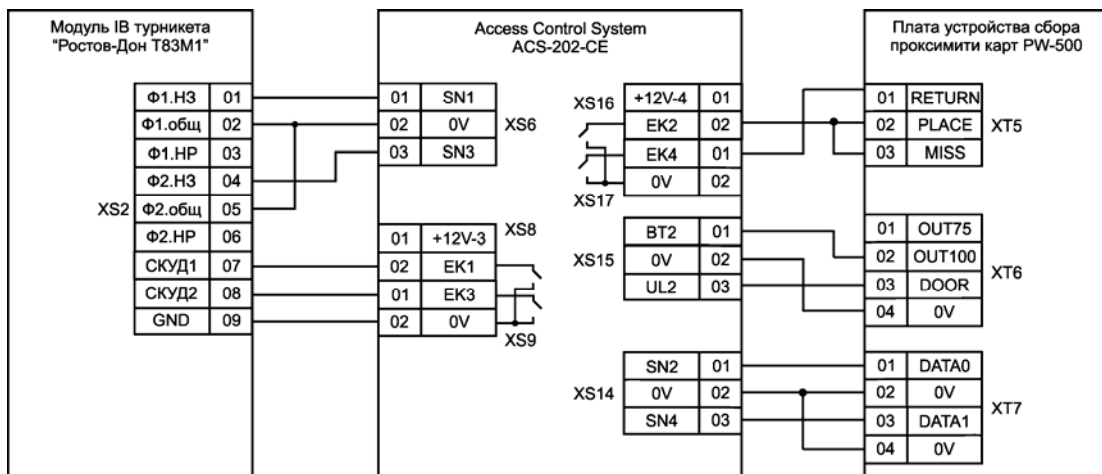 Модуль IB турникета
"Ростов-Дон Т83М1"
Access Control System
ACS-202-CE
Плата устройства сбора
проксимити карт PW-500
XS2
Ф1.НЗ 01
Ф1.общ 02
Ф1.НР 03
Ф2.НЗ 04
Ф2.общ 05
Ф2.НР 06
СКУД1 07
СКУД2 08
GND 09
XS6
01 SN1
02 0V
03 SN3
XS8
01 +12V-3
02 EK1
01 EK3
02 0V
XS9
XS16
+12V-4 01
EK2 02
EK4 01
0V 02
XS17
XS15
BT2 01
0V 02
UL2 03
XS14
SN2 01
0V 02
SN4 03
01 RETURN
02 PLACE
03 MISS
XT5
01 OUT75
02 OUT100
03 DOOR
04 0V
XT6
01 DATA0
02 0V
03 DATA1
04 0V
XT7